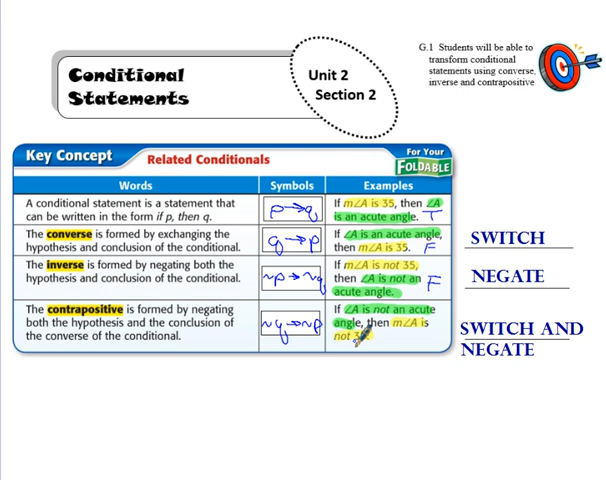 G.1 Students will be able to
transform conditional
statements using converse,
inverse and contrapositive
Conditional
Statements
Unit 2
Section 2
Key Concept
Related Conditionals
For Your
FOLDABLE
Words
Symbols
Examples
A conditional statement is a statement that
can be written in the form if p, then q.
p→q
If m∠A is 35, then ∠A
is an acute angle. T
The converse is formed by exchanging the
hypothesis and conclusion of the conditional.
q→p
If ∠A is an acute angle,
then m∠A is 35. F
SWITCH
The inverse is formed by negating both the
hypothesis and conclusion of the conditional.
~p→~q
If m∠A is not 35,
then ∠A is not an F
acute angle.
NEGATE
The contrapositive is formed by negating
both the hypothesis and the conclusion of
the converse of the conditional.
~q→~p
If ∠A is not an acute
angle, then m∠A is
not
SWITCH AND
NEGATE